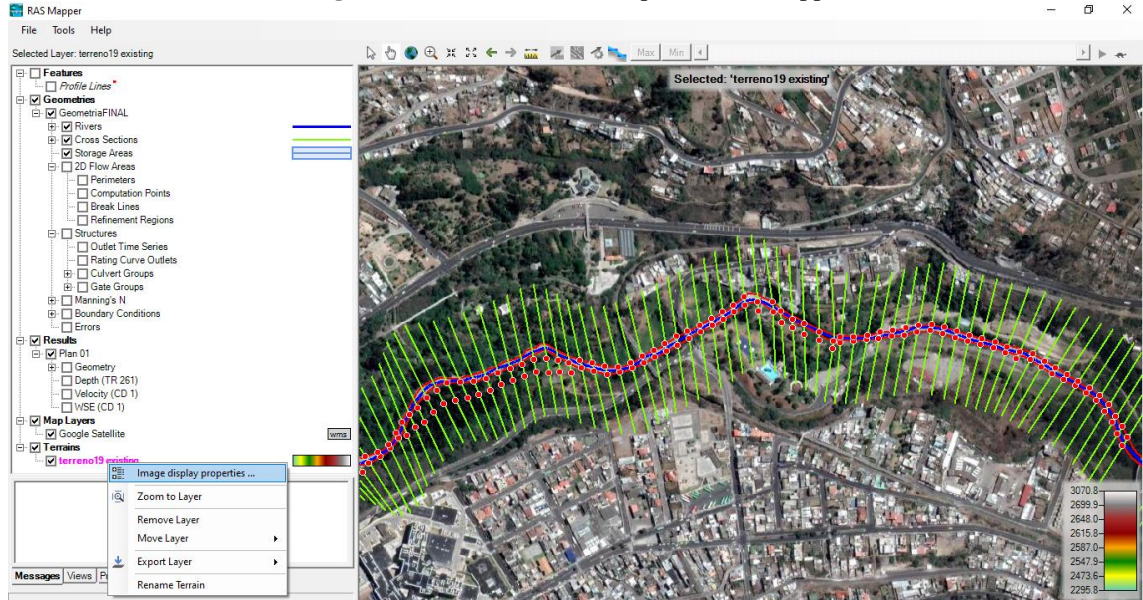 RAS Mapper
File Tools Help
Selected Layer: terreno19 existing
Max Min
Features
Profile Lines
Geometries
GeometriaFINAL
Rivers
Cross Sections
Storage Areas
2D Flow Areas
Perimeters
Computation Points
Break Lines
Refinement Regions
Structures
Outlet Time Series
Rating Curve Outlets
Culvert Groups
Gate Groups
Manning's N
Boundary Conditions
Errors
Results
Plan 01
Geometry
Depth (TR 261)
Velocity (CD 1)
WSE (CD 1)
Map Layers
Google Satellite
wms
Terrains
terreno19 existing
Image display properties ...
Zoom to Layer
Remove Layer
Move Layer
Export Layer
Rename Terrain
Messages Views
Selected: 'terreno19 existing'
3070.8
2699.9
2648.0
2615.8
2587.0
2547.9
2473.6
2295.8